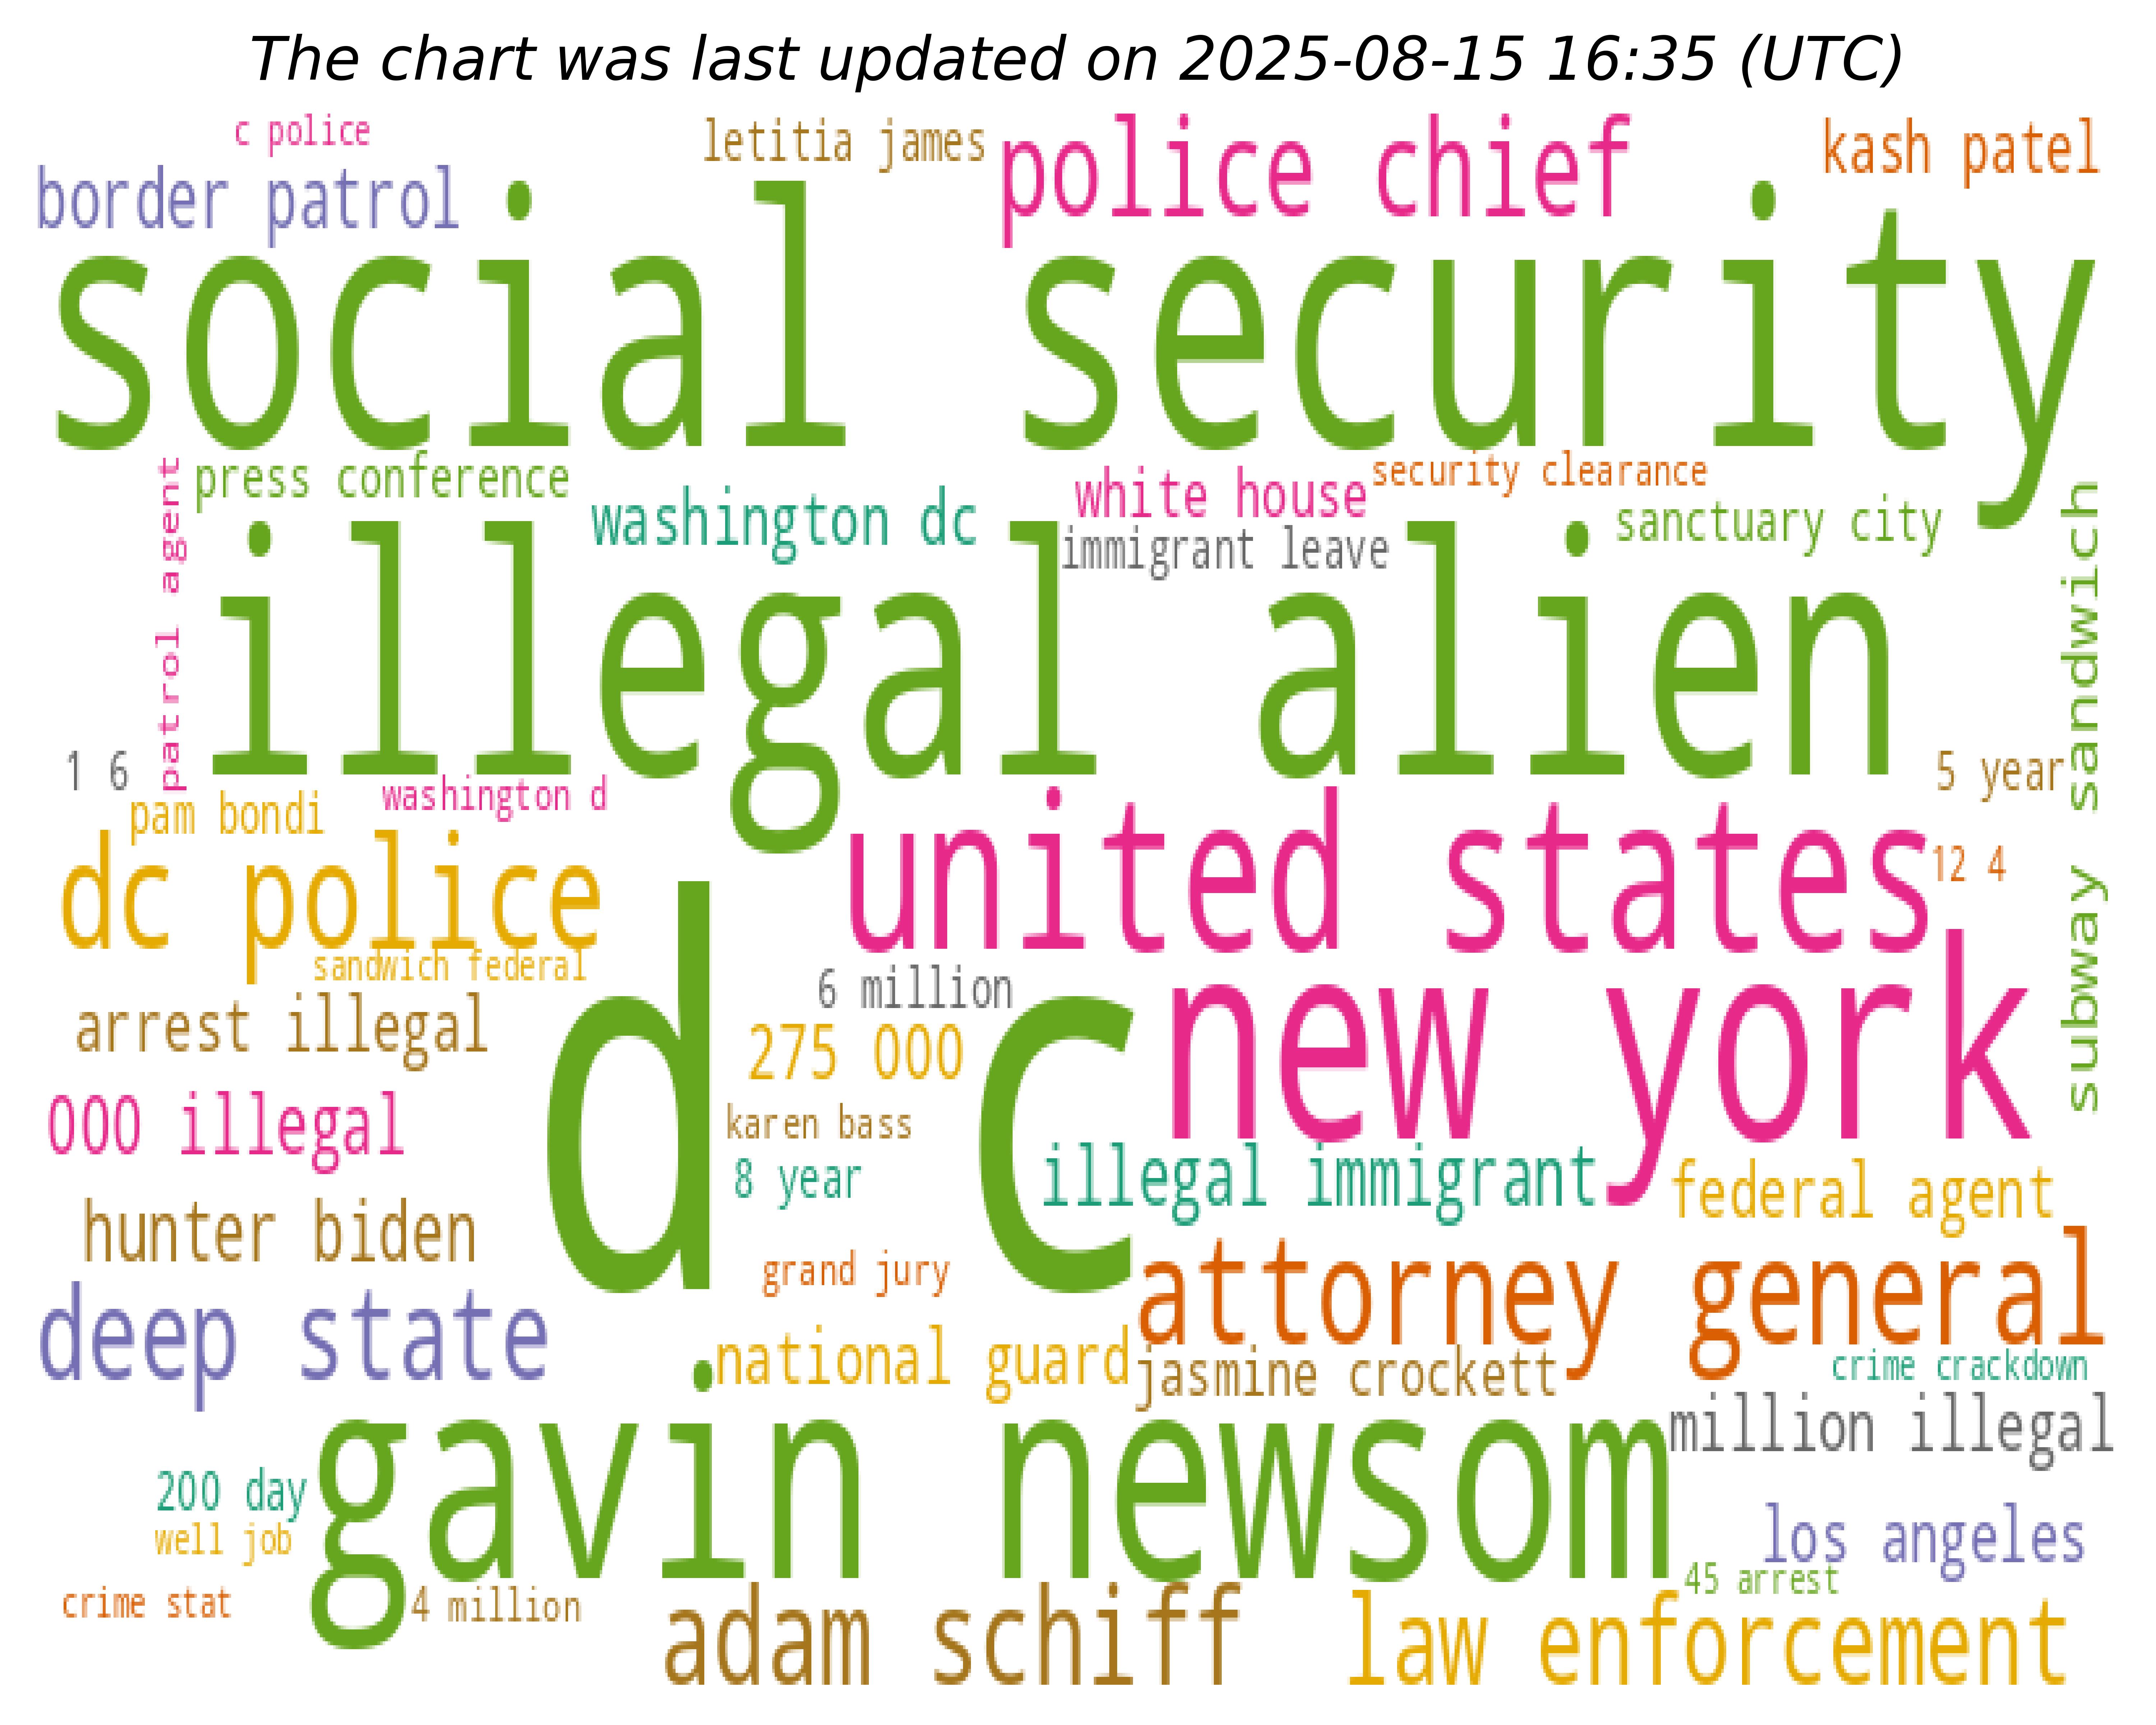 The chart was last updated on 2025-08-15 16:35 (UTC)
c police
letitia james
police chief
kash patel
border patrol
social security
press conference
white house
security clearance
patrol agent
washington dc
immigrant leave
sanctuary city
subway sandwich
illegal alien
1 6
5 year
pam bondi
washington d
united states
dc police
12 4
sandwich federal
6 million
new york
arrest illegal
275 000
d c
000 illegal
karen bass
8 year
illegal immigrant
federal agent
hunter biden
grand jury
attorney general
deep state
national guard
jasmine crockett
crime crackdown
million illegal
gavin newsom
200 day
well job
los angeles
45 arrest
crime stat
4 million
adam schiff
law enforcement